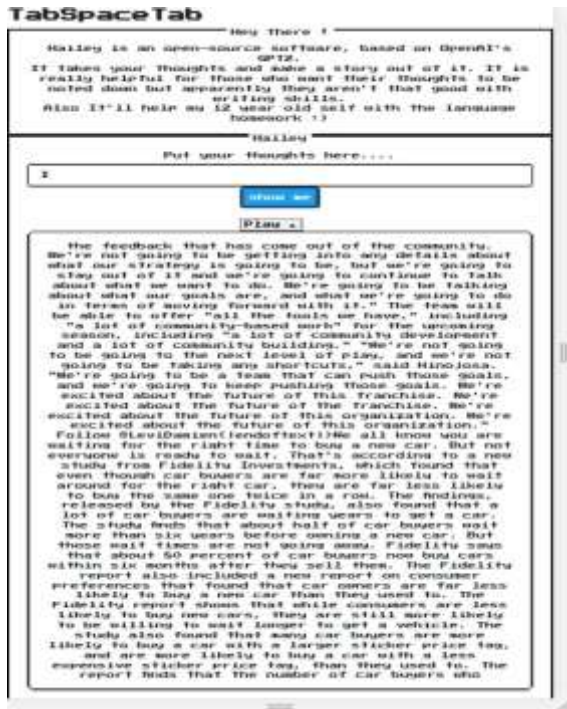 TabSpaceTab
Hey There !
Hailey is an open-source software, based on OpenAI's
GPT2.
It takes your Thoughts and make a story out of it. It is
really helpful for those who want their thoughts to be
noted down but apparently they aren't that good with
writing skills.
Also It'll help my 12 year old self with the language
homework :)
Hailey
Put your thoughts here....
I
show me
Play
the feedback that has come out of the community.
We're not going to be getting into any details about
what our strategy is going to be, but we're going to
stay out of it and we're going to continue to talk
about what we want to do. We're going to be talking
about what our goals are, and what we're going to do
in terms of moving forward with it." The team will
be able to offer "all the tools we have," including
"a lot of community-based work" for the upcoming
season, including "a lot of community development
and a lot of community building." "We're not going
to be going to the next level of play, and we're not
going to be taking any shortcuts," said Hinojosa.
"We're going to be a team that can push those goals,
and we're going to keep pushing those goals. We're
excited about the future of this franchise. We're
excited about the future of the franchise. We're
excited about the future of this organization. We're
excited about the future of this organization."
Follow @LeviDamien<|endoftext|>We all know you are
waiting for the right time to buy a new car. But not
everyone is ready to wait. That's according to a new
study from Fidelity Investments, which found that
even though car buyers are far more likely to wait
around for the right car, they are far less likely
to buy the same one twice in a row. The findings,
released by the Fidelity study, also found that a
lot of car buyers are waiting years to get a car.
The study finds that about half of car buyers wait
more than six years before owning a new car. But
those wait times are not going away. Fidelity says
that about 50 percent of car buyers now buy cars
within six months after they sell them. The Fidelity
report also included a new report on consumer
preferences that found that car owners are far less
likely to buy a new car than they used to. The
Fidelity report shows that while consumers are less
likely to buy new cars, they are still more likely
to be willing to wait longer to get a vehicle. The
study also found that many car buyers are more
likely to buy a car with a larger sticker price tag,
and are more likely to buy a car with a less
expensive sticker price tag, than they used to. The
report finds that the number of car buyers who